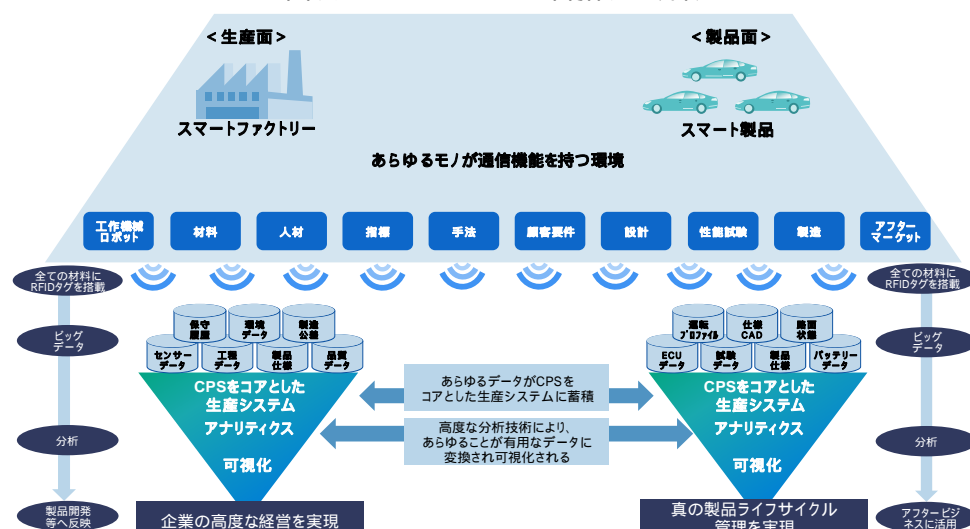 <生産面>
<製品面>
スマートファクトリー
スマート製品
あらゆるモノが通信機能を持つ環境
工作機械
ロボット
材料
人材
指標
手法
顧客要件
設計
性能試験
製造
アフター
マーケット
全ての材料に
RFIDタグを搭載
ビッグ
データ
分析
製品開発
等へ反映
保守
履歴
環境
データ
製造
公差
センサー
データ
工程
データ
製品
仕様
品質
データ
CPSをコアとした
生産システム
アナリティクス
可視化
企業の高度な経営を実現
あらゆるデータがCPSを
コアとした生産システムに蓄積
高度な分析技術により、
あらゆることが有用なデータに
変換され可視化される
運転
プロファイル
仕様
CAD
路面
状態
ECU
データ
試験
データ
製品
仕様
バッテリー
データ
CPSをコアとした
生産システム
アナリティクス
可視化
真の製品ライフサイクル
管理を実現
全ての材料に
RFIDタグを搭載
ビッグ
データ
分析
アフタービジ
ネスに活用